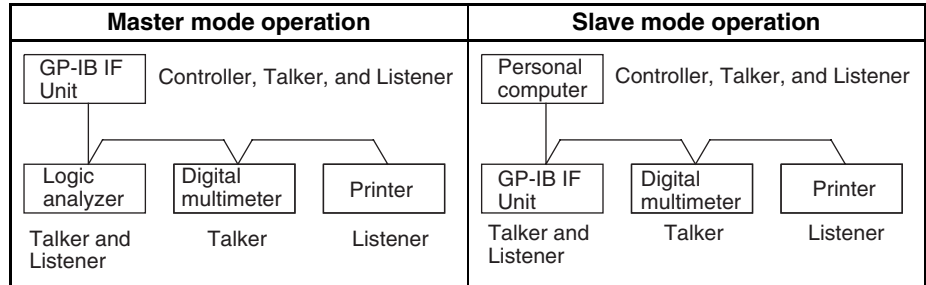 Master mode operation
Slave mode operation
GP-IB IF
Unit
Controller, Talker, and Listener
Logic
analyzer
Digital
multimeter
Printer
Talker and
Listener
Talker
Listener
Personal
computer
Controller, Talker, and Listener
GP-IB IF
Unit
Digital
multimeter
Printer
Talker and
Listener
Talker
Listener